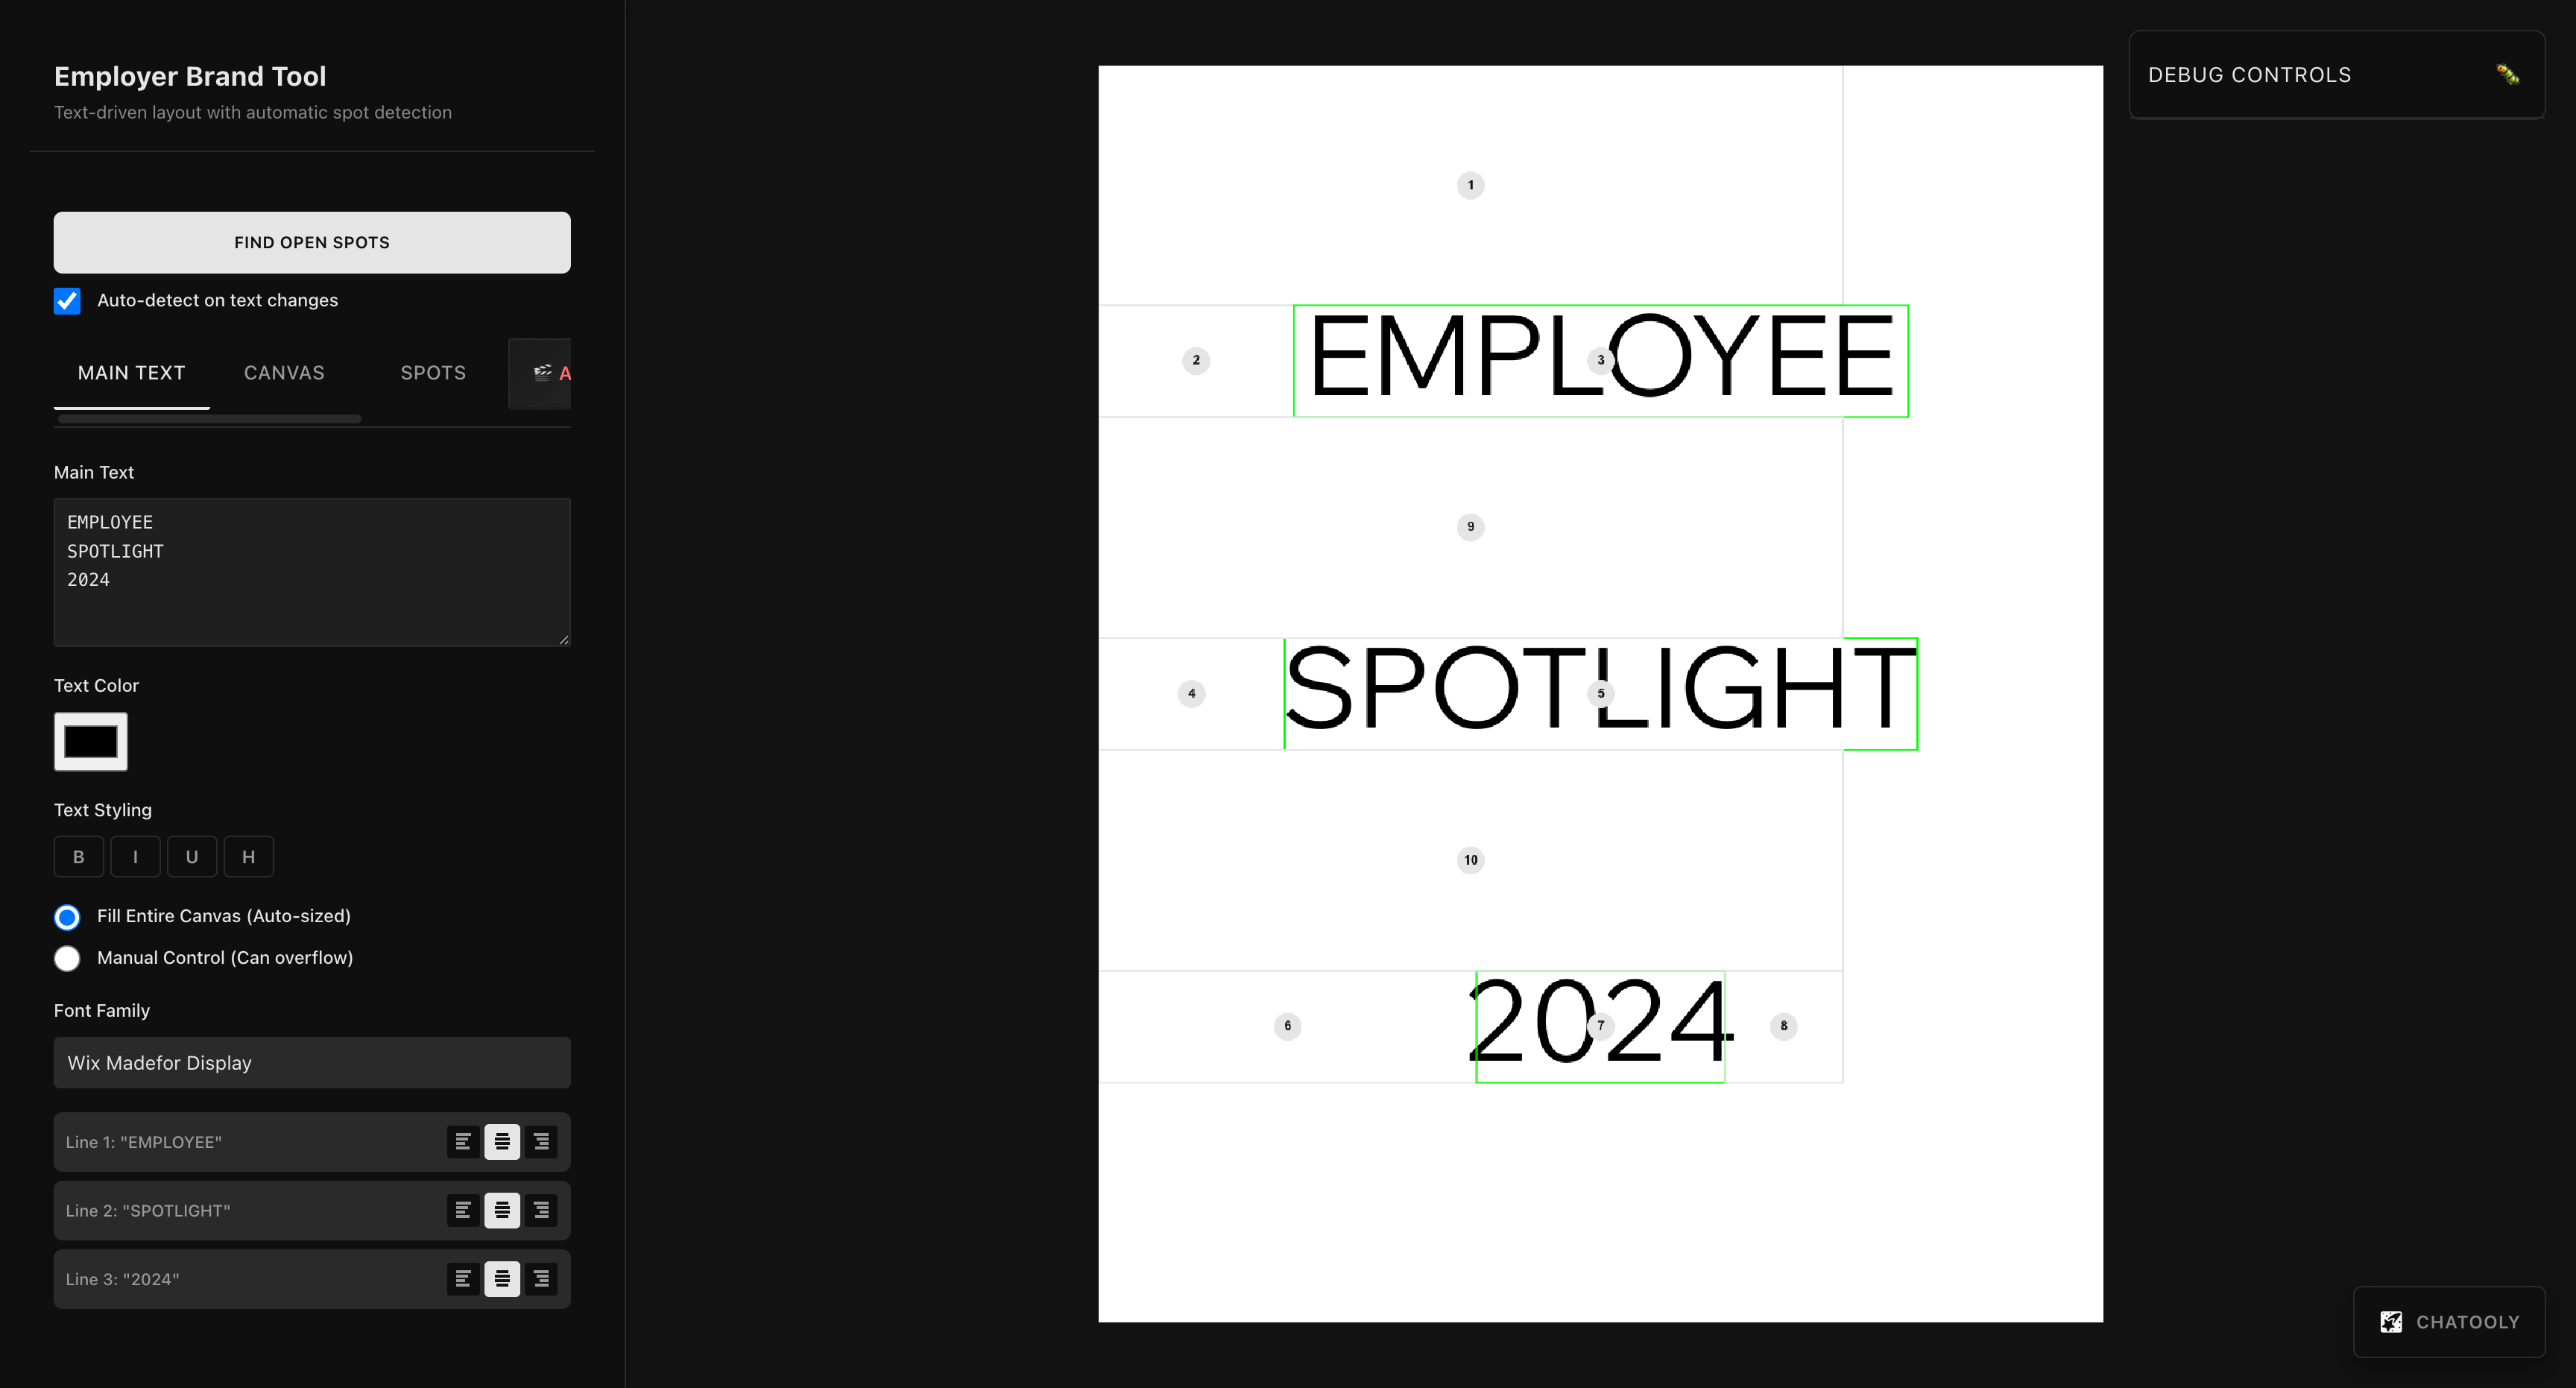 Employer Brand Tool
Text-driven layout with automatic spot detection
FIND OPEN SPOTS
Auto-detect on text changes
MAIN TEXT
CANVAS
SPOTS
A
Main Text
EMPLOYEE
SPOTLIGHT
2024
Text Color
Text Styling
B
I
U
H
Fill Entire Canvas (Auto-sized)
Manual Control (Can overflow)
Font Family
Wix Madefor Display
Line 1: "EMPLOYEE"
Line 2: "SPOTLIGHT"
Line 3: "2024"
1
2
EMPLOYEE
3
9
4
SPOTLIGHT
5
10
6
2024
7
8
DEBUG CONTROLS
CHATOOLY